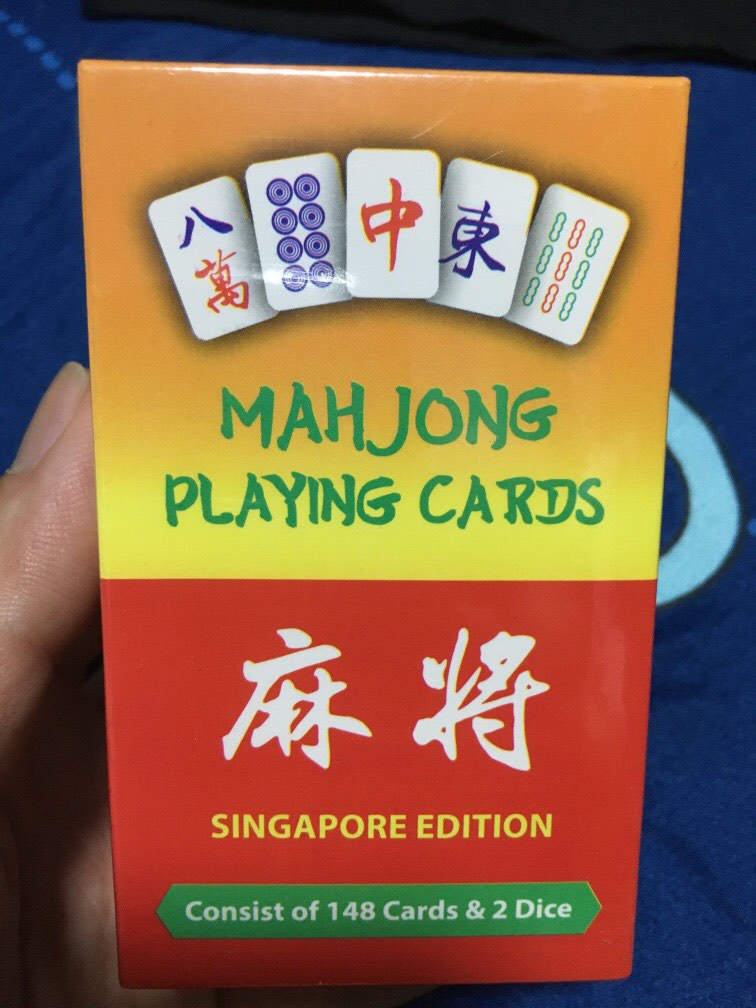 八萬
中
東
MAHJONG
PLAYING CARDS
麻将
SINGAPORE EDITION
Consist of 148 Cards & 2 Dice